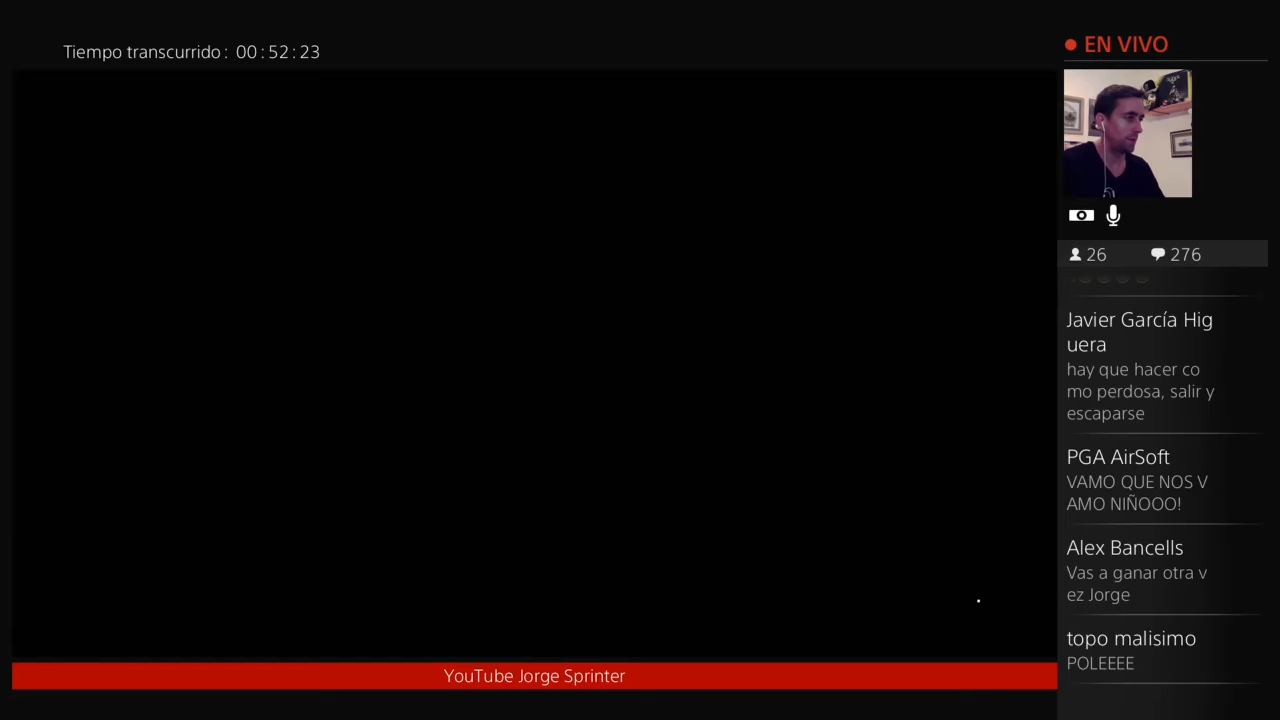 Tiempo transcurrido : 00 : 52 : 23
EN VIVO
26 276
Javier García Hig
uera
hay que hacer co
mo perdosa, salir y
escaparse
PGA AirSoft
VAMO QUE NOS V
AMO NIÑOOO!
Alex Bancells
Vas a ganar otra v
ez Jorge
topo malisimo
POLEEEE
YouTube Jorge Sprinter